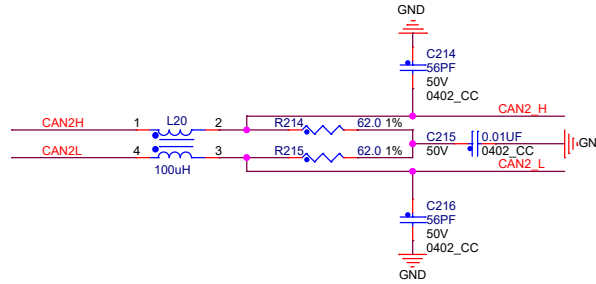 GND
C214
56PF
50V
0402_CC
CAN2H 1 L20 2 R214 62.0 1% CAN2_H
C215 0.01UF
50V 0402_CC
GN
CAN2L 4 3 R215 62.0 1% CAN2_L
100uH
C216
56PF
50V
0402_CC
GND